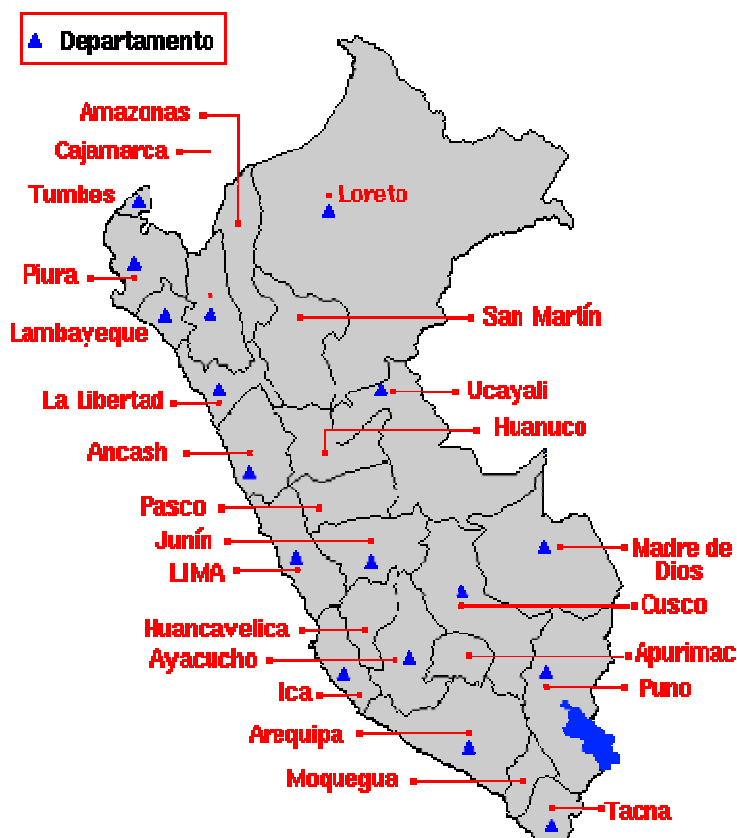 Departamento
Amazonas
Cajamarca
Tumbes
Loreto
Piura
Lambayeque
San Martín
La Libertad
Ucayali
Huanuco
Ancash
Pasco
Junín
LIMA
Madre de
Dios
Cusco
Huancavelica
Ayacucho
Apurimac
Ica
Puno
Arequipa
Moquegua
Tacna